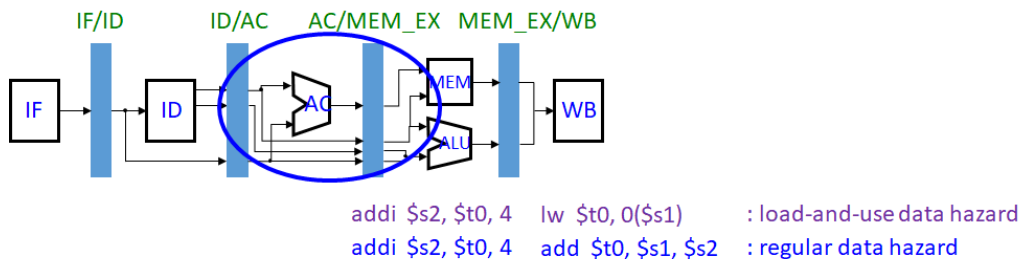 IF/ID ID/AC AC/MEM_EX MEM_EX/WB
IF ID AC MEM ALU WB
addi $s2, $t0, 4 lw $t0, 0($s1) : load-and-use data hazard
addi $s2, $t0, 4 add $t0, $s1, $s2 : regular data hazard